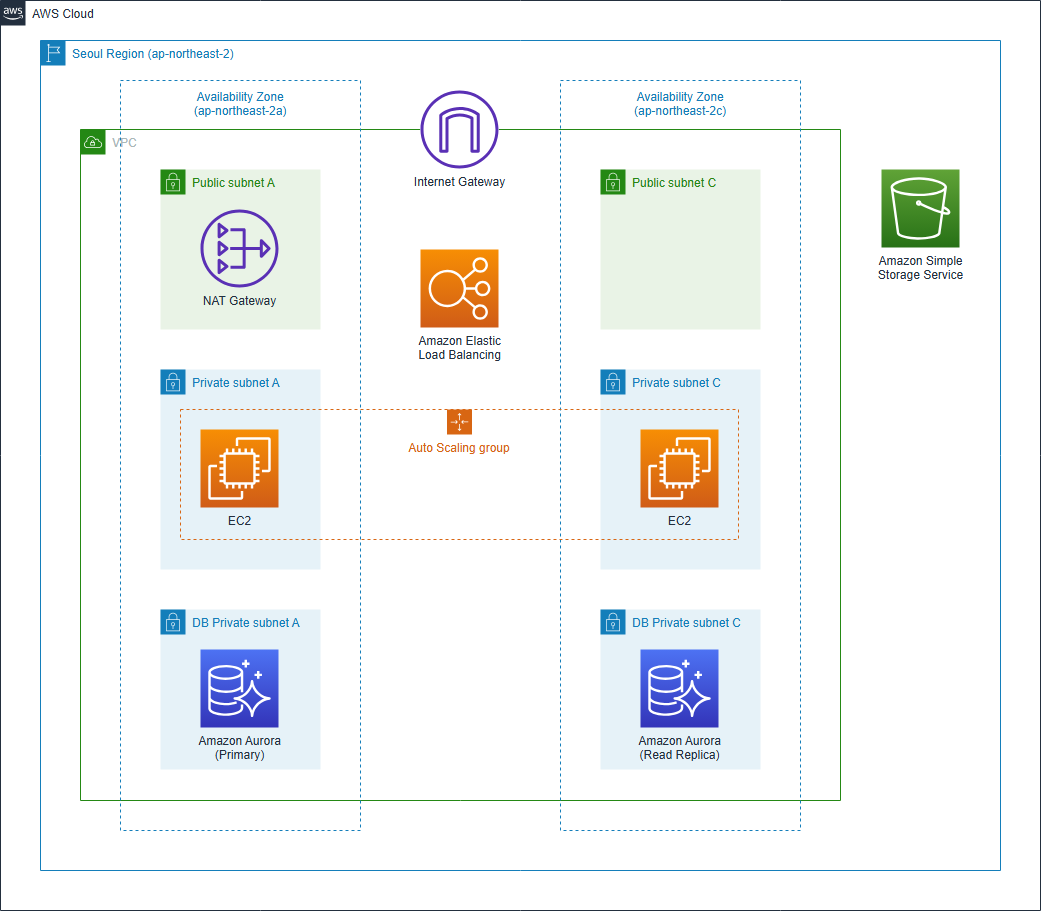 aws
AWS Cloud
Seoul Region (ap-northeast-2)
Availability Zone
(ap-northeast-2a)
Availability Zone
(ap-northeast-2c)
VPC
Internet Gateway
Public subnet A
NAT Gateway
Public subnet C
Amazon Simple
Storage Service
Amazon Elastic
Load Balancing
Private subnet A
Private subnet C
Auto Scaling group
EC2
EC2
DB Private subnet A
DB Private subnet C
Amazon Aurora
(Primary)
Amazon Aurora
(Read Replica)